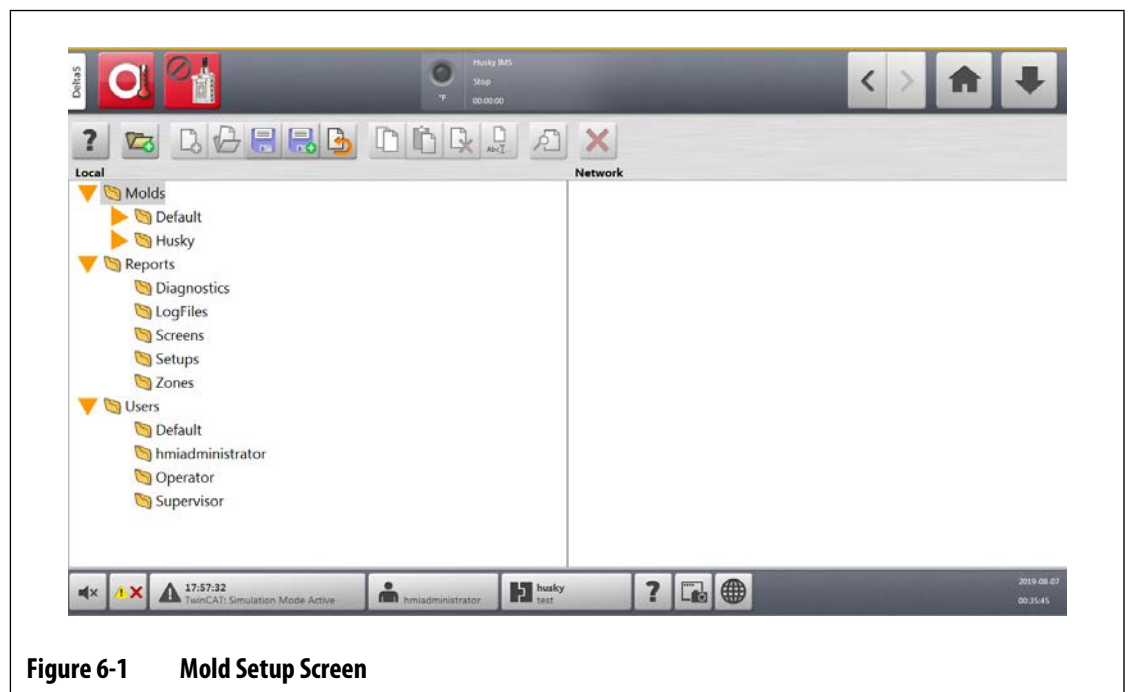 Delta5
Husky IMS
Stop
°F
00:00:00
?
AbcI
Local
Network
Molds
Default
Husky
Reports
Diagnostics
LogFiles
Screens
Setups
Zones
Users
Default
hmiadministrator
Operator
Supervisor
17:57:32
TwinCAT: Simulation Mode Active
hmiadministrator
husky
test
?
2019-08-07
00:35:45
Figure 6-1 Mold Setup Screen